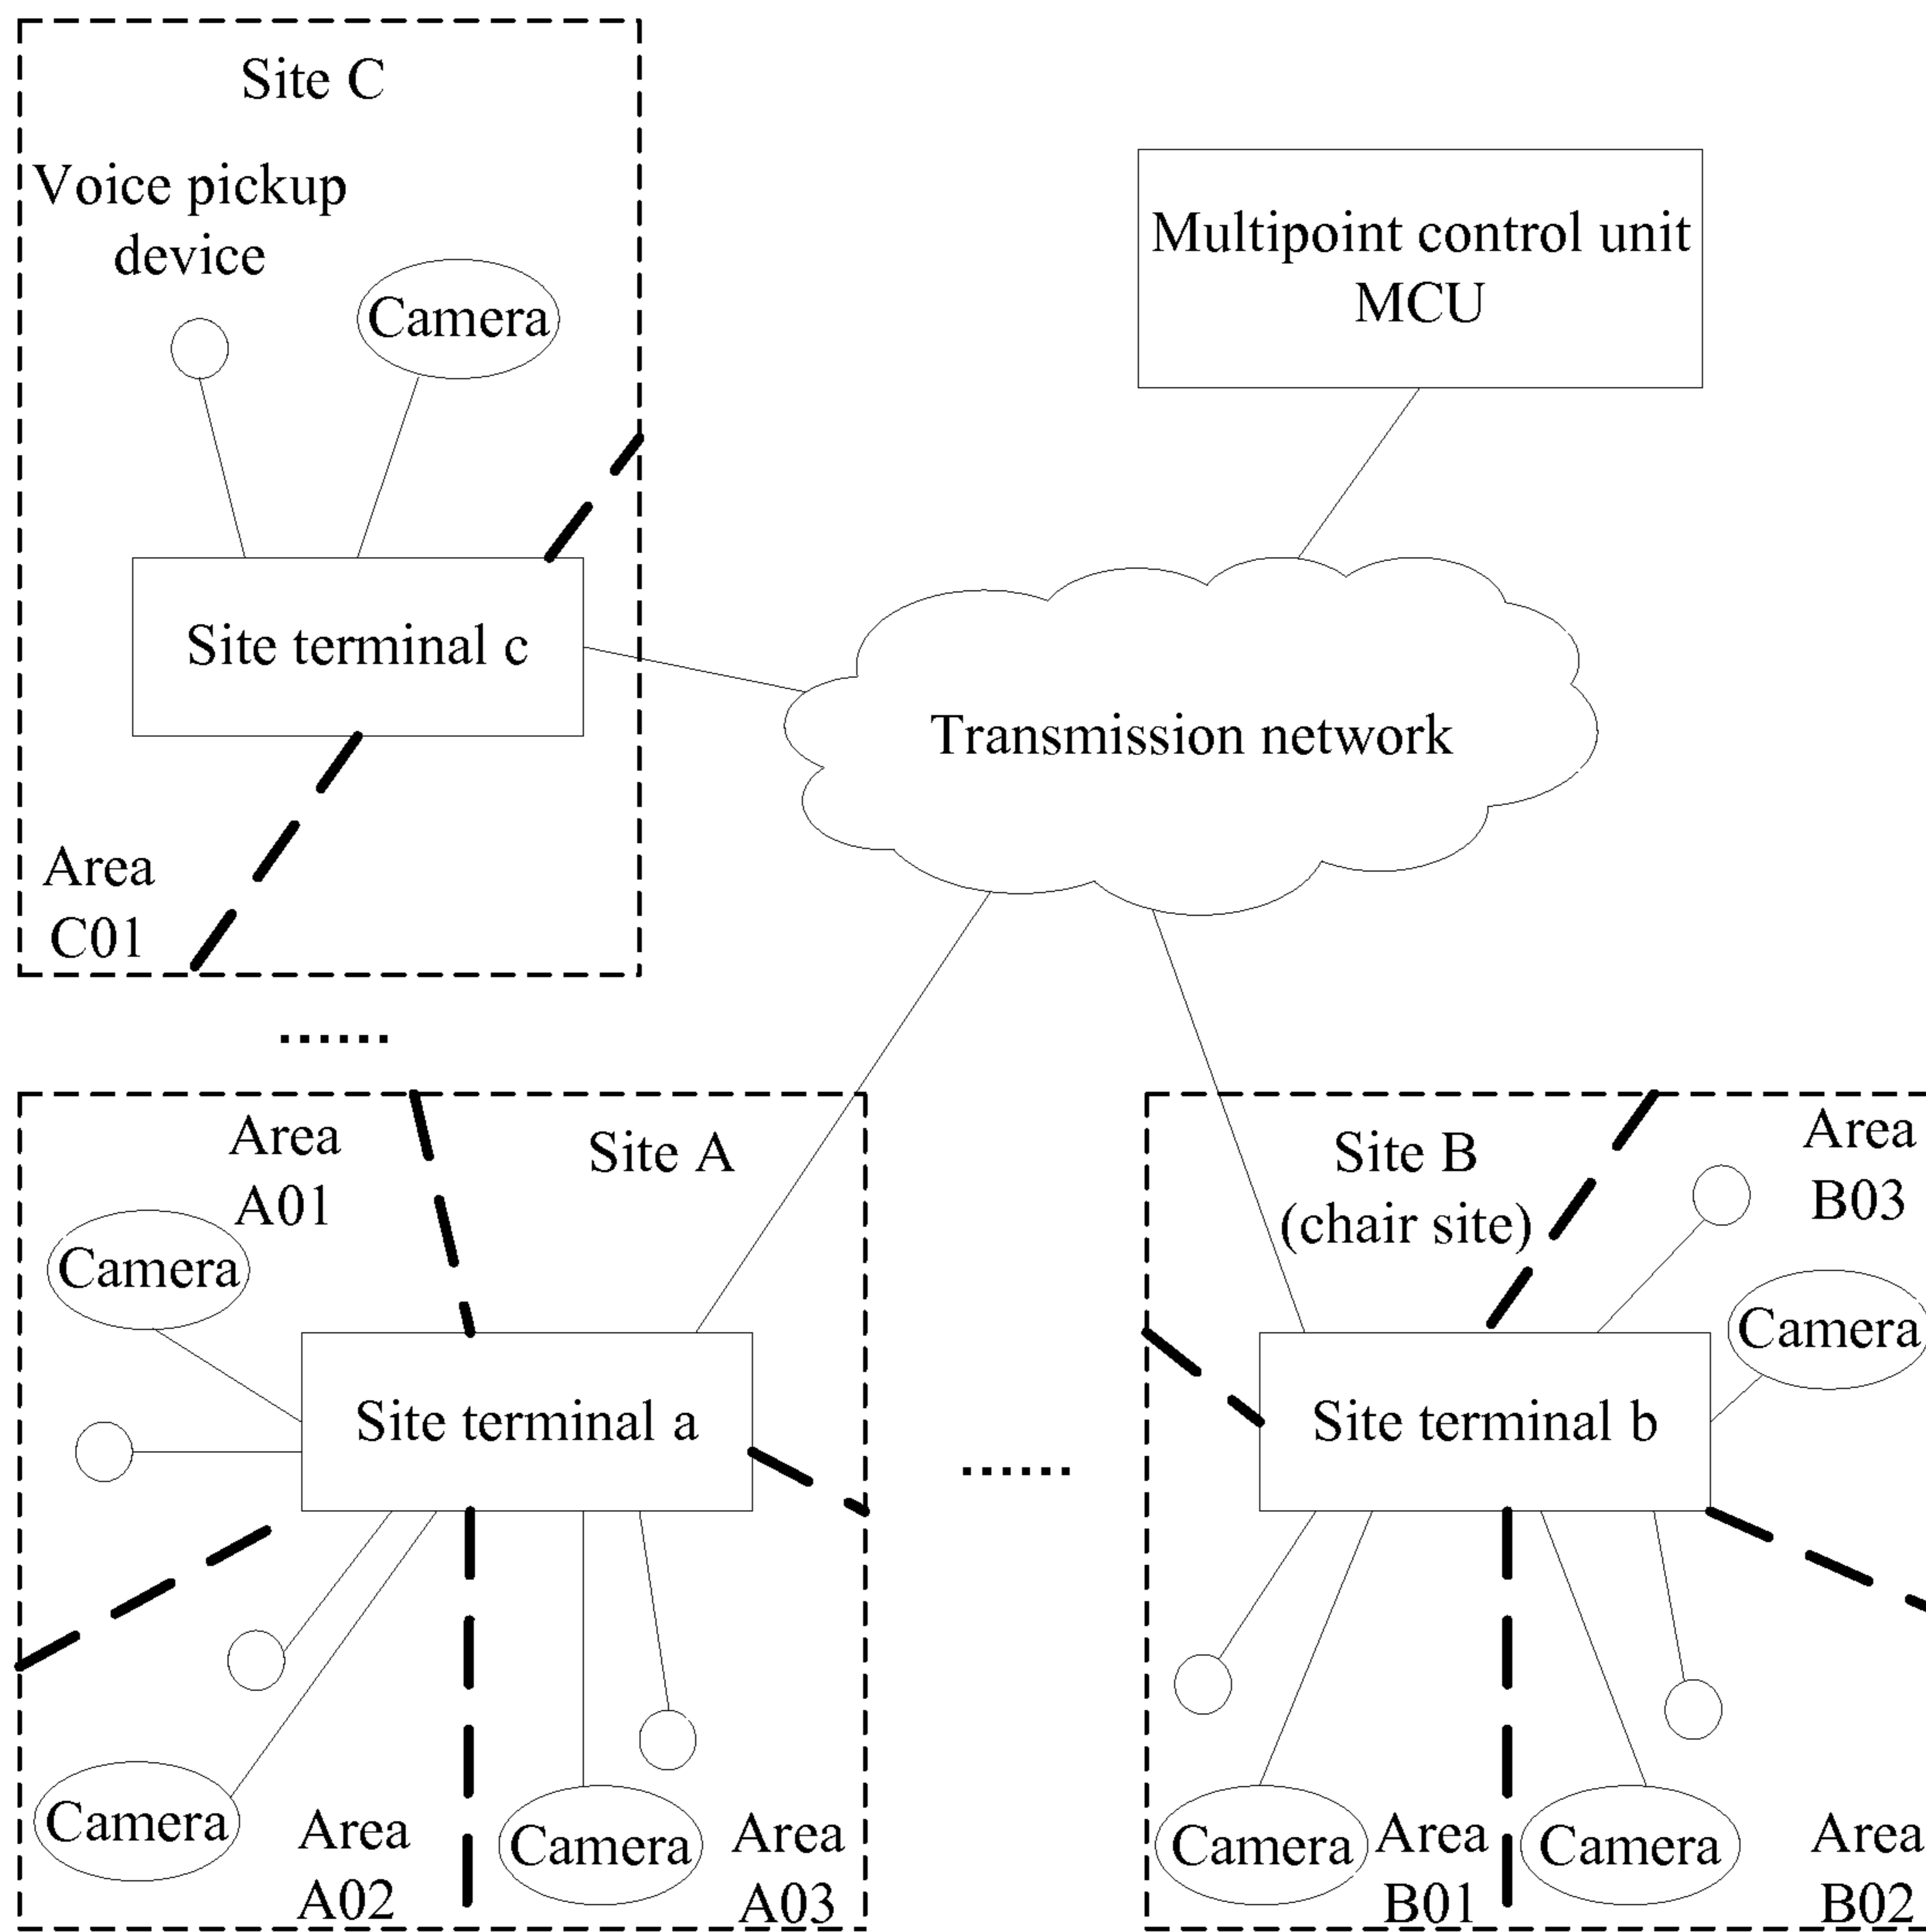 Site C
Voice pickup
device
Camera
Multipoint control unit
MCU
Site terminal c
Transmission network
Area
C01
......
Area
A01
Site A
Camera
Site terminal a
Camera
Area
A02
Camera
Area
A03
......
Site B
(chair site)
Area
B03
Camera
Site terminal b
Camera
Area
B01
Camera
Area
B02